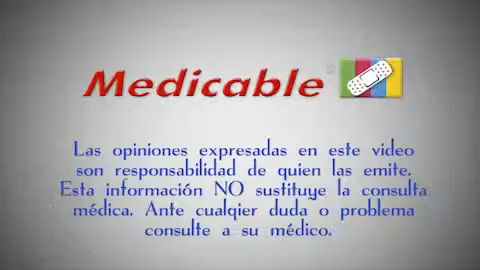 Medicable
Las opiniones expresadas en este video
son responsabilidad de quien las emite.
Esta información NO sustituye la consulta
médica. Ante cualqier duda o problema
consulte a su médico.